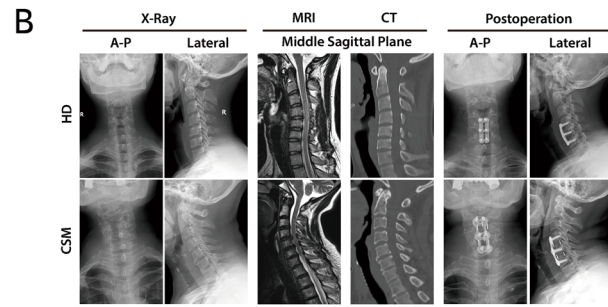 B
X-Ray MRI CT Postoperation
A-P Lateral Middle Sagittal Plane A-P Lateral
HD
R
R
CSM